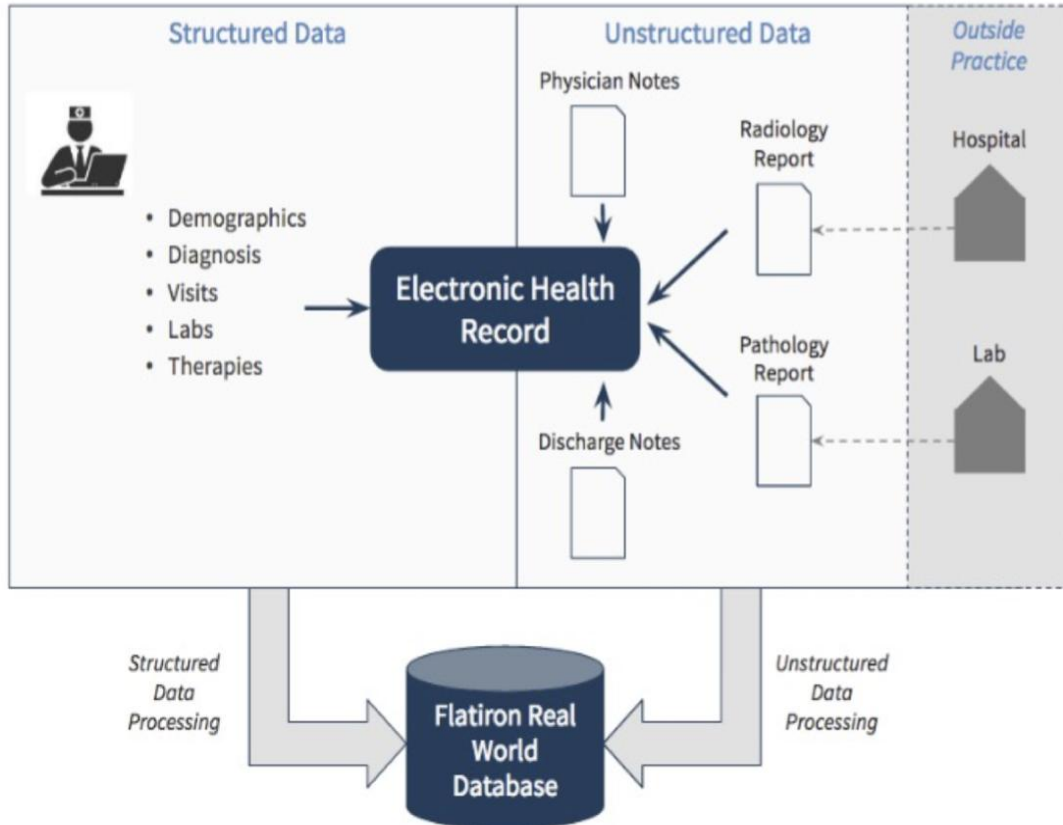 Structured Data
Unstructured Data
Outside
Practice
Physician Notes
Radiology
Report
Hospital
• Demographics
• Diagnosis
• Visits
• Labs
• Therapies
Electronic Health
Record
Pathology
Report
Lab
Discharge Notes
Structured
Data
Processing
Flatiron Real
World
Database
Unstructured
Data
Processing